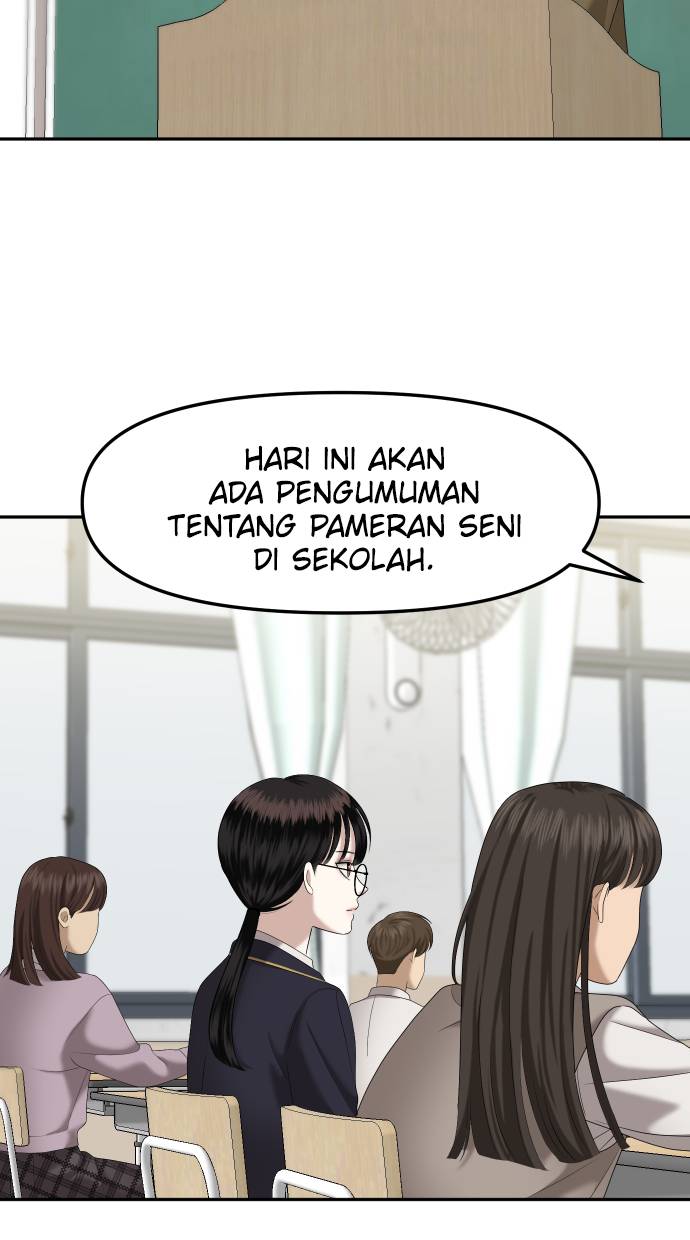 HARI INI AKAN
ADA PENGUMUMAN
TENTANG PAMERAN SENI
DI SEKOLAH.